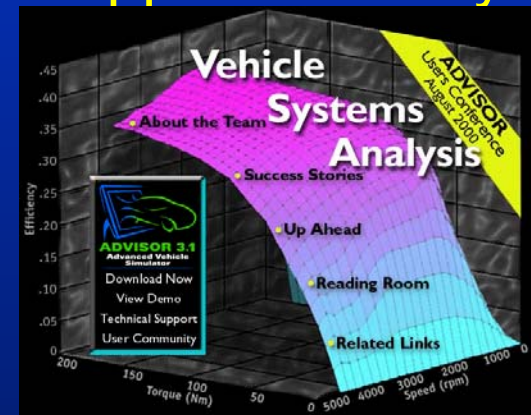 Vehicle
Systems
Analysis
ADVISOR
Users Conference
August 2000
About the Team
Success Stories
Up Ahead
Reading Room
Related Links
ADVISOR 3.1
Advanced Vehicle
Simulator
Download Now
View Demo
Technical Support
User Community
Efficiency
.45
.40
.35
.30
.25
.20
.15
.10
.05
0
200
150
100
50
0
Torque (Nm)
5000
4000
3000
2000
1000
0
Speed (rpm)